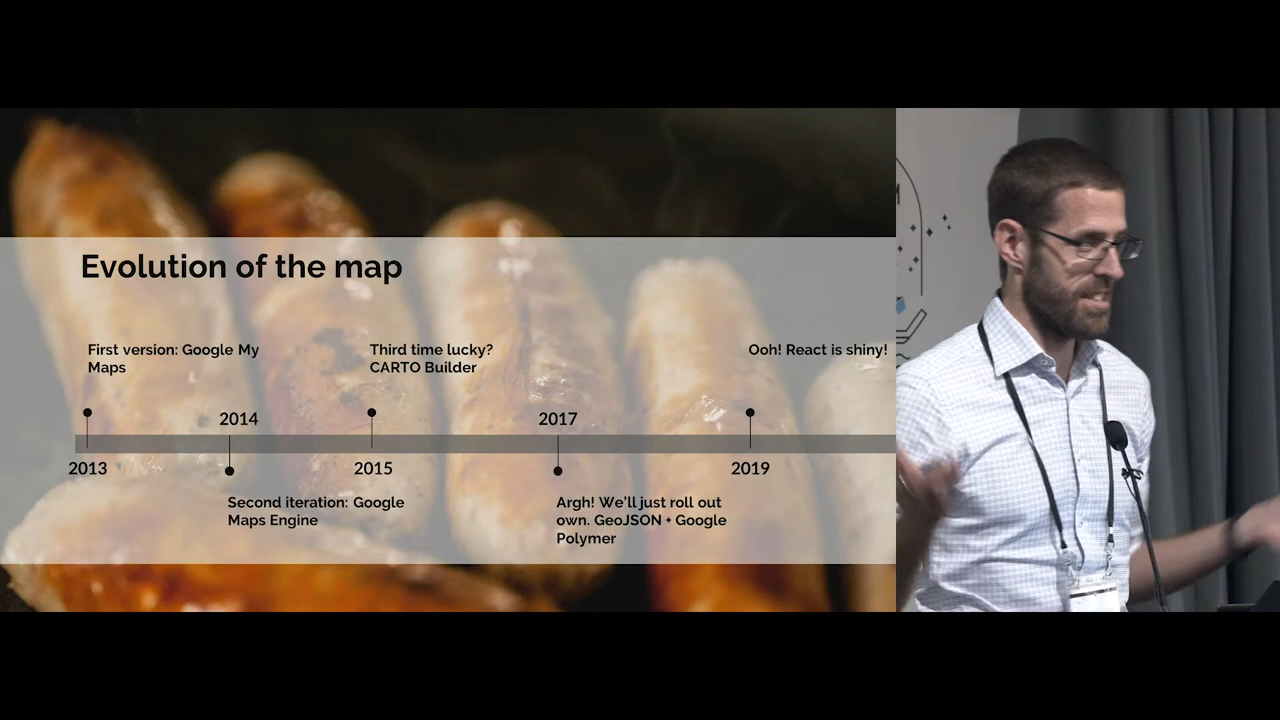 Evolution of the map
First version: Google My
Maps
Third time lucky?
CARTO Builder
Ooh! React is shiny!
2014
2017
2013
2015
2019
Second iteration: Google
Maps Engine
Argh! We'll just roll out
own. GeoJSON + Google
Polymer